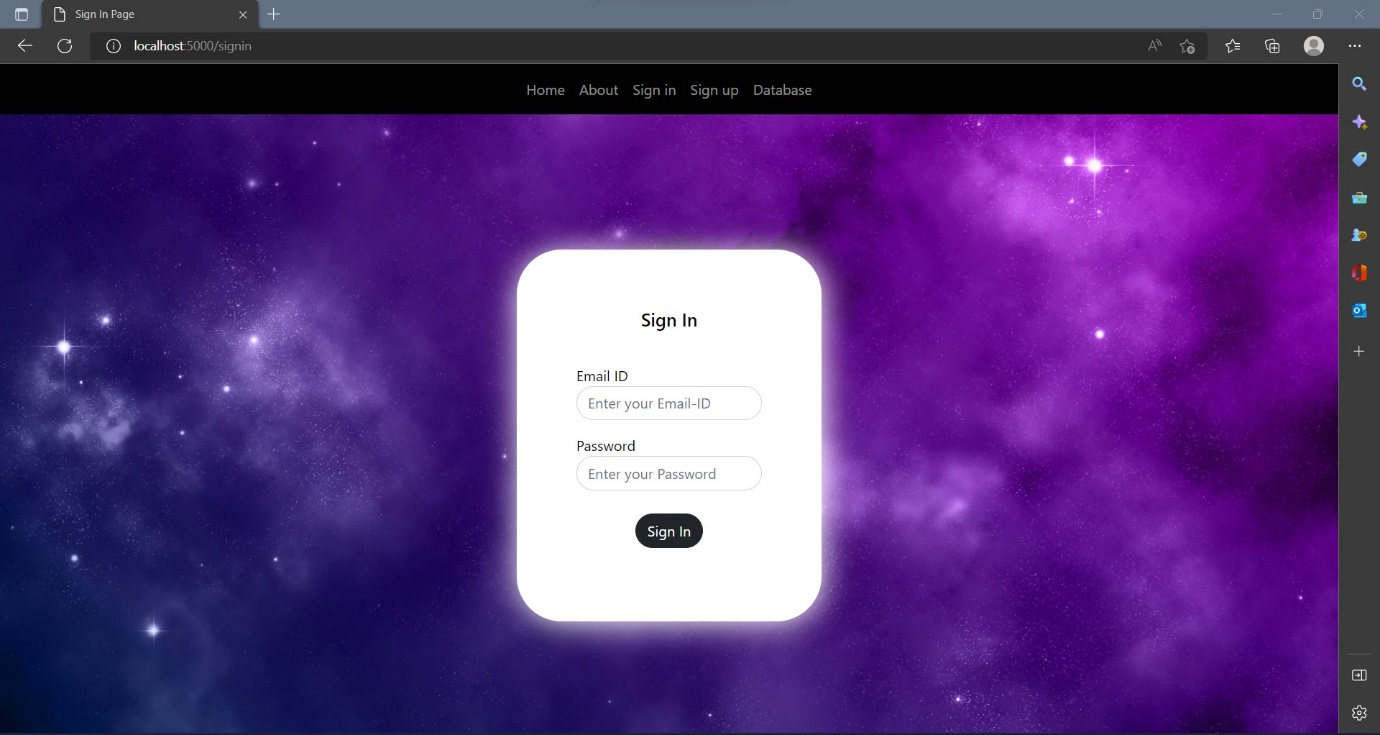 Sign In Page
localhost:5000/signin
Home About Sign in Sign up Database
Sign In
Email ID
Enter your Email-ID
Password
Enter your Password
Sign In